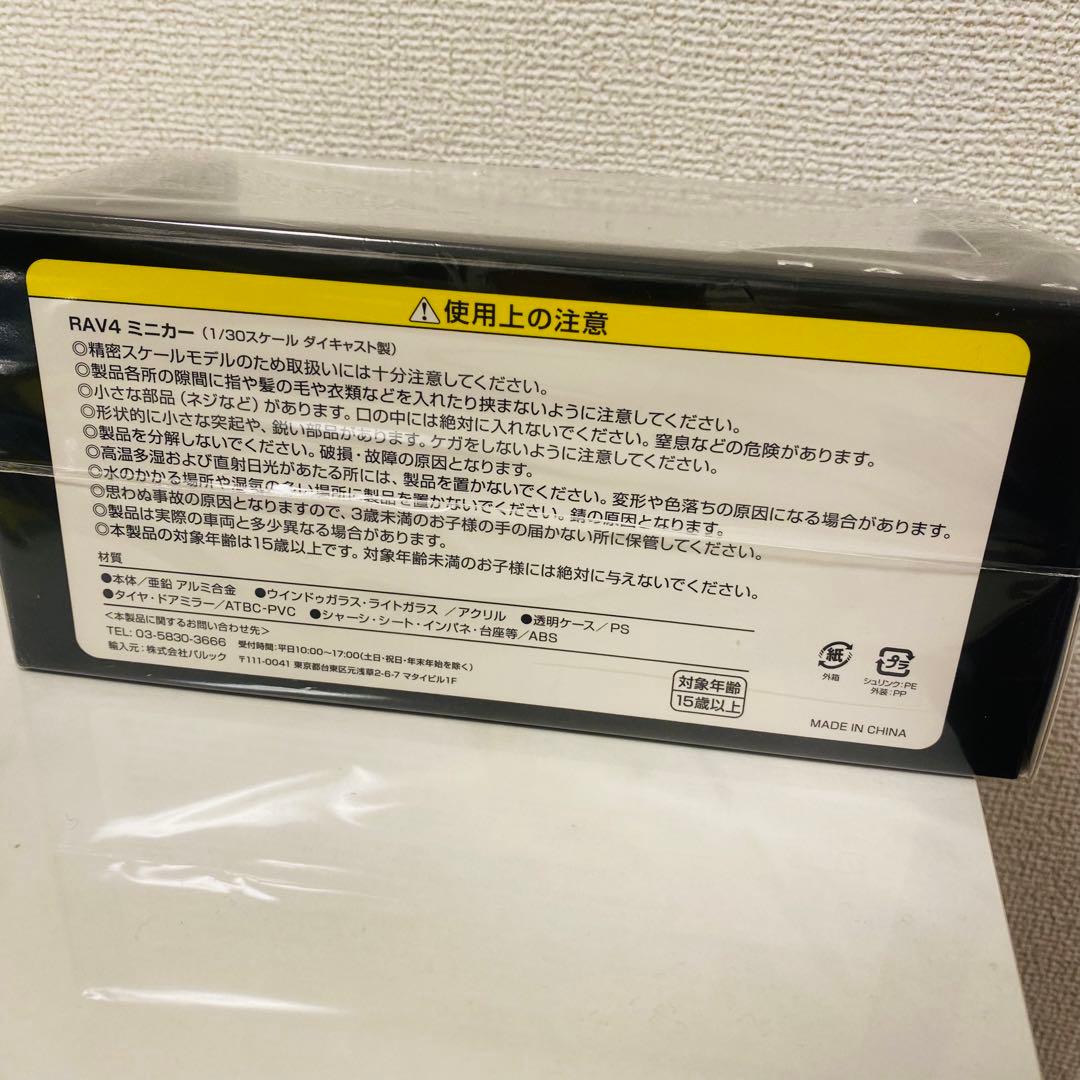 ⚠使用上の注意
RAV4 ミニカー（1/30スケール ダイキャスト製）
◎精密スケールモデルのため取扱いには十分注意してください。
◎製品各所の隙間に指や髪の毛や衣類などを入れたり挟まないように注意してください。
◎小さな部品（ネジなど）があります。口の中には絶対に入れないでください。窒息などの危険があります。
◎形状的に小さな突起や、鋭い部品があります。ケガをしないように注意してください。
◎製品を分解しないでください。破損・故障の原因となります。
◎高温多湿および直射日光があたる所には、製品を置かないでください。変形や色落ちの原因になる場合があります。
◎水のかかる場所や湿気の多い場所に製品を置かないでください。錆の原因となります。
◎思わぬ事故の原因となりますので、3歳未満のお子様の手の届かない所に保管してください。
◎製品は実際の車両と多少異なる場合があります。
◎本製品の対象年齢は15歳以上です。対象年齢未満のお子様には絶対に与えないでください。
材質
●本体／亜鉛 アルミ合金 ●ウインドゥガラス・ライトガラス ／アクリル ●透明ケース／PS
●タイヤ・ドアミラー／ATBC-PVC ●シャーシ・シート・インパネ・台座等／ABS
＜本製品に関するお問い合わせ先＞
TEL: 03-5830-3666 受付時間：平日10:00〜17:00（土日・祝日・年末年始を除く）
輸入元：株式会社バルック 〒111-0041 東京都台東区元浅草2-6-7 マタイビル1F
対象年齢
15歳以上
紙
外箱
プラ
シュリンク：PE
外装：PP
MADE IN CHINA